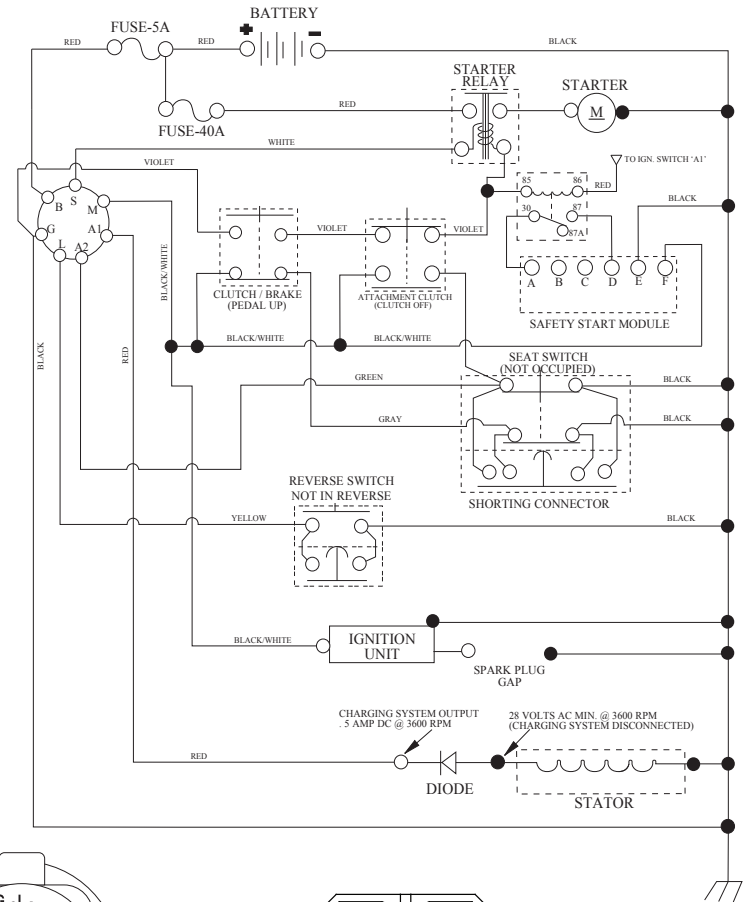 BATTERY
FUSE-5A
RED
RED
BLACK
STARTER
RELAY
STARTER
M
RED
FUSE-40A
WHITE
VIOLET
TO IGN. SWITCH 'A1'
85
86
RED
BLACK
30
87
87A
B
S
M
G
A1
L
A2
VIOLET
VIOLET
A
B
C
D
E
F
CLUTCH / BRAKE
(PEDAL UP)
ATTACHMENT CLUTCH
(CLUTCH OFF)
SAFETY START MODULE
BLACK/WHITE
BLACK/WHITE
BLACK/WHITE
BLACK
RED
SEAT SWITCH
(NOT OCCUPIED)
GREEN
BLACK
GRAY
BLACK
SHORTING CONNECTOR
REVERSE SWITCH
NOT IN REVERSE
YELLOW
BLACK
BLACK/WHITE
IGNITION
UNIT
SPARK PLUG
GAP
CHARGING SYSTEM OUTPUT
. 5 AMP DC @ 3600 RPM
28 VOLTS AC MIN. @ 3600 RPM
(CHARGING SYSTEM DISCONNECTED)
RED
DIODE
STATOR